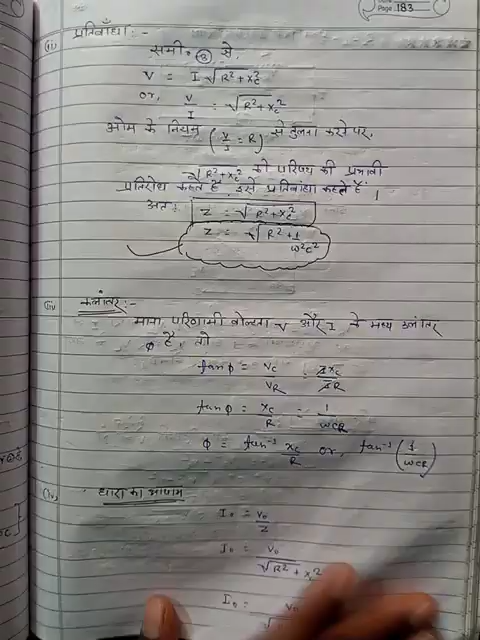 Page 183
(ii) प्रतिबाधा :-
समी. ③ से
V = I √R² + Xc²
or, V/I = √R² + Xc²
ओम के नियम (V/I = R) से तुलना करने पर,
√R² + Xc² को परिपथ की प्रभावी
प्रतिरोध कहते हैं, इसे प्रतिबाधा कहते हैं।
अतः Z = √R² + Xc²
Z = √R² + 1/ω²c²
(iii) कलांतर :-
माना परिणामी वोल्टता V और I के मध्य कलांतर
φ है, तो
tanφ = Vc/VR = IXc/IR
tanφ = Xc/R = 1/ωCR
φ = tan⁻¹ Xc/R or, tan⁻¹ (1/ωCR)
(iv) धारा का आयाम
I₀ = V₀/Z
I₀ = V₀/√R² + Xc²
I₀ = V₀/√